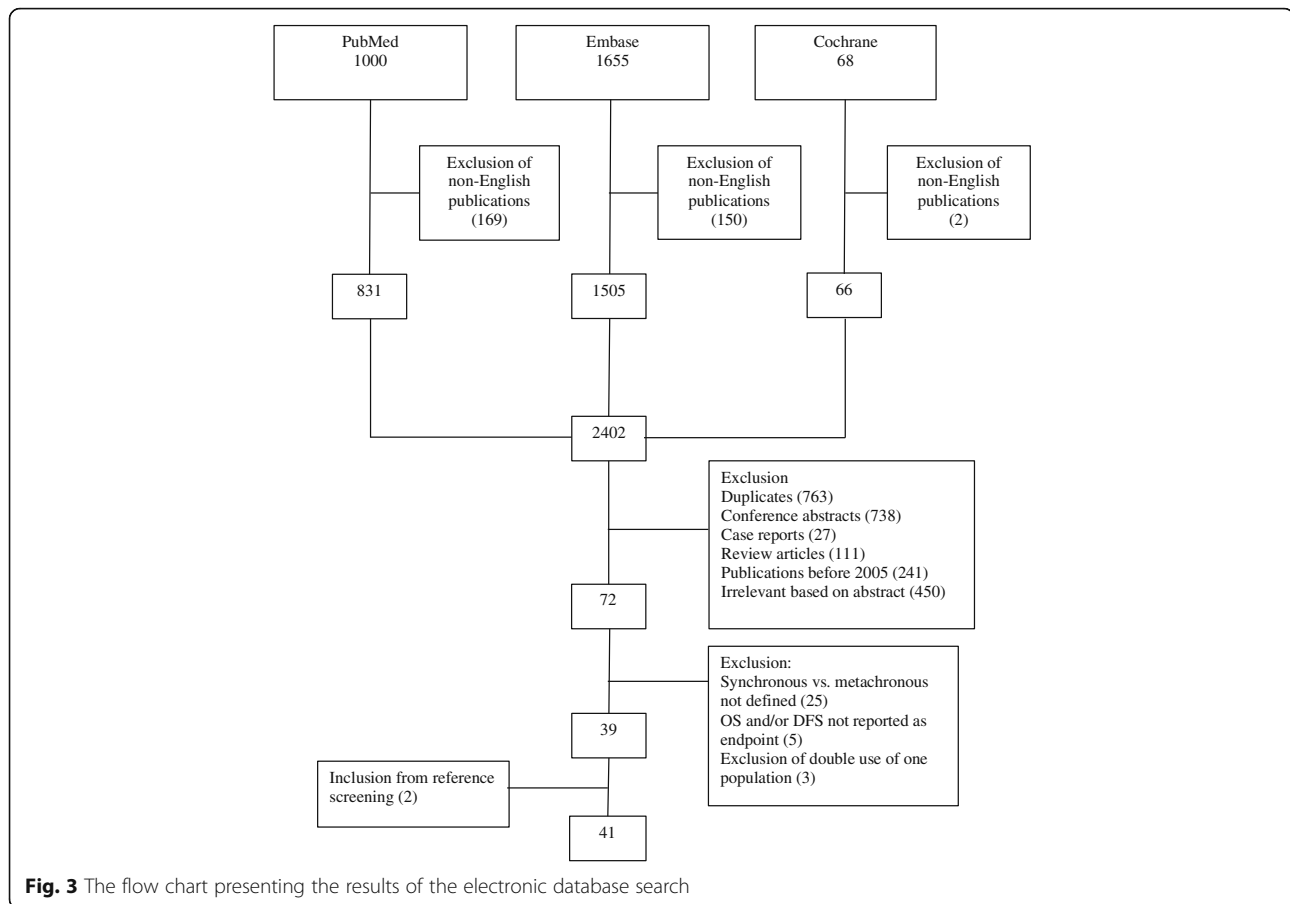 PubMed
1000
Embase
1655
Cochrane
68
Exclusion of
non-English
publications
(169)
Exclusion of
non-English
publications
(150)
Exclusion of
non-English
publications
(2)
831
1505
66
2402
Exclusion
Duplicates (763)
Conference abstracts (738)
Case reports (27)
Review articles (111)
Publications before 2005 (241)
Irrelevant based on abstract (450)
72
Exclusion:
Synchronous vs. metachronous
not defined (25)
OS and/or DFS not reported as
endpoint (5)
Exclusion of double use of one
population (3)
39
Inclusion from reference
screening (2)
41
Fig. 3 The flow chart presenting the results of the electronic database search